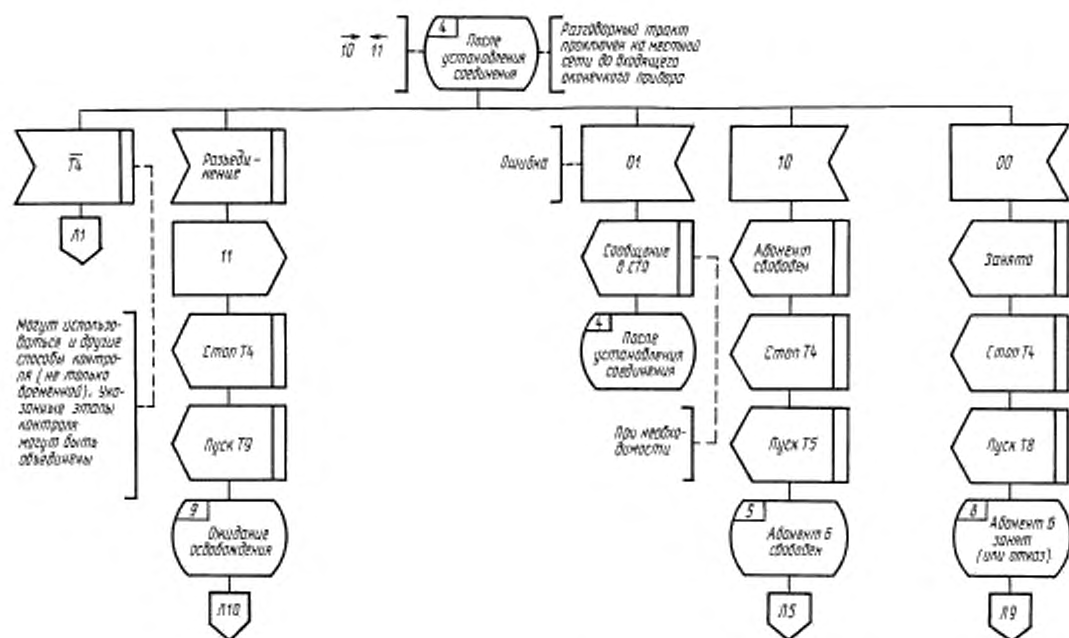 10 11
4
После
установления
соединения
Разговорный тракт
проключен на местной
сети до входящего
оконечного прибора
T4
Разъеди-
нение
Ошибка
01
10
00
Л1
11
Сообщение
в СТО
Абонент
свободен
Занято
Могут использо-
ваться и другие
способы контро-
ля (не только
временной). Ука-
занные этапы
контроля
могут быть
объединены
Стоп T4
4
После
установления
соединения
Стоп T4
Стоп T4
Пуск T9
При необхо-
димости
Пуск T5
Пуск T8
9
Ожидание
освобождения
5
Абонент Б
свободен
8
Абонент Б
занят
(или отказ)
Л10
Л5
Л9